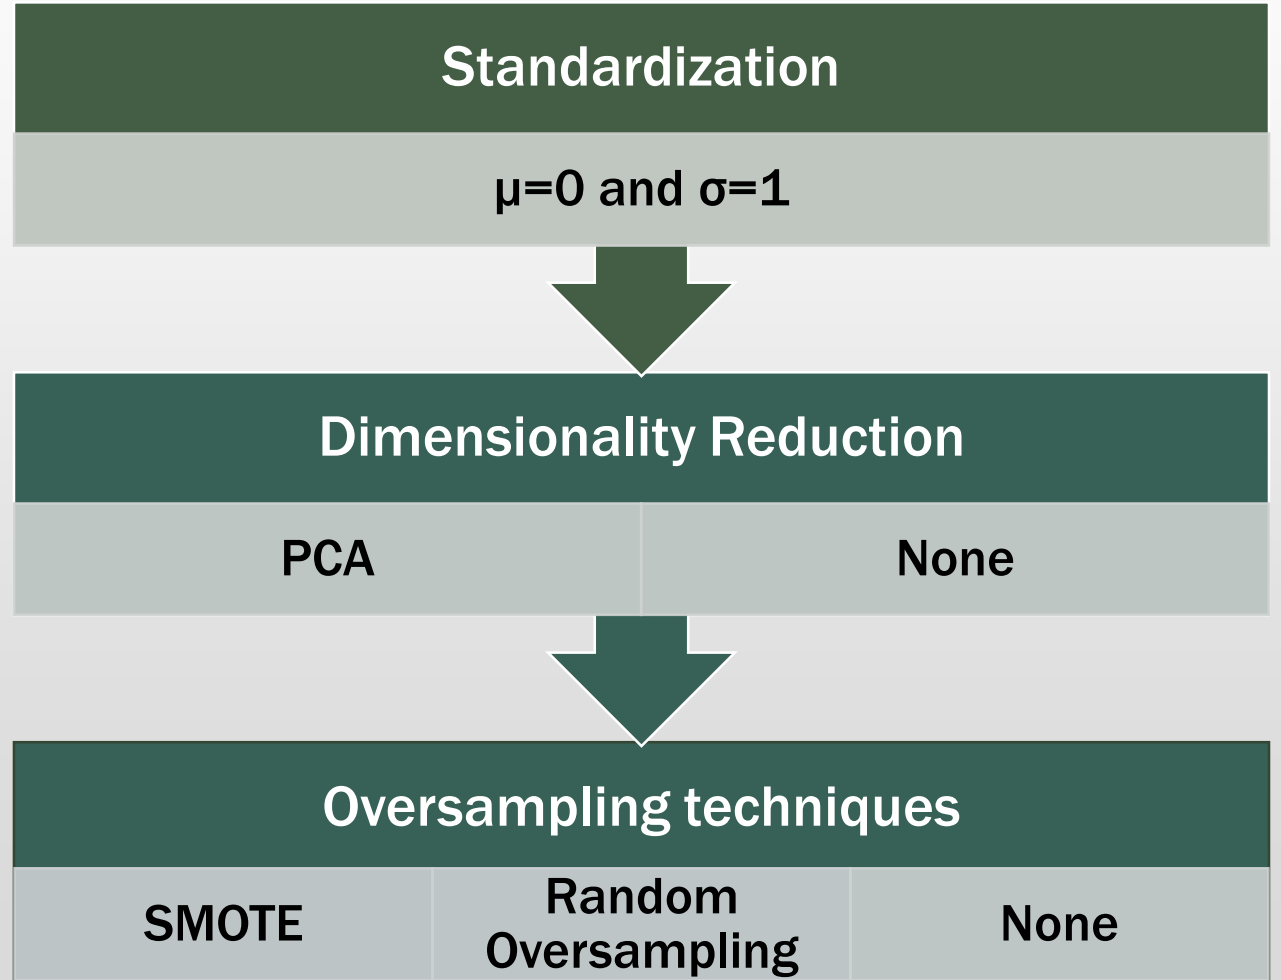 Standardization
μ=0 and σ=1
Dimensionality Reduction
PCA
None
Oversampling techniques
SMOTE
Random
Oversampling
None